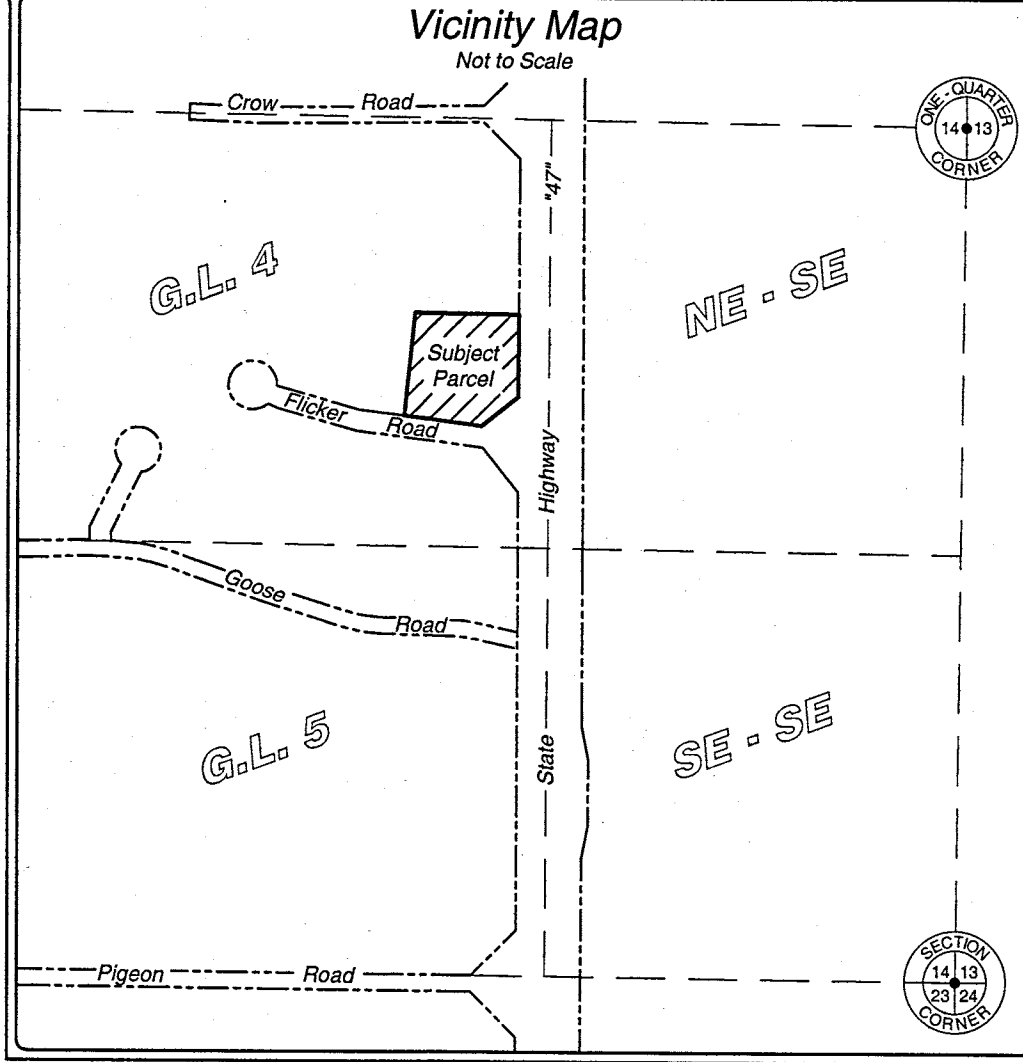 Vicinity Map
Not to Scale
Crow Road
"47"
ONE - QUARTER
14 13
CORNER
G.L. 4
NE - SE
Subject
Parcel
Flicker Road
Highway
Goose Road
G.L. 5
SE - SE
State
Pigeon Road
SECTION
14 13
23 24
CORNER